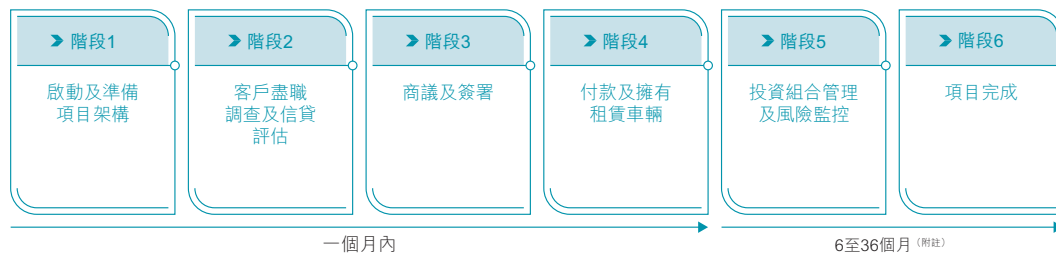 階段1
啟動及準備
項目架構
階段2
客戶盡職
調查及信貸
評估
階段3
商議及簽署
階段4
付款及擁有
租賃車輛
階段5
投資組合管理
及風險監控
階段6
項目完成
一個月內
6至36個月（附註）